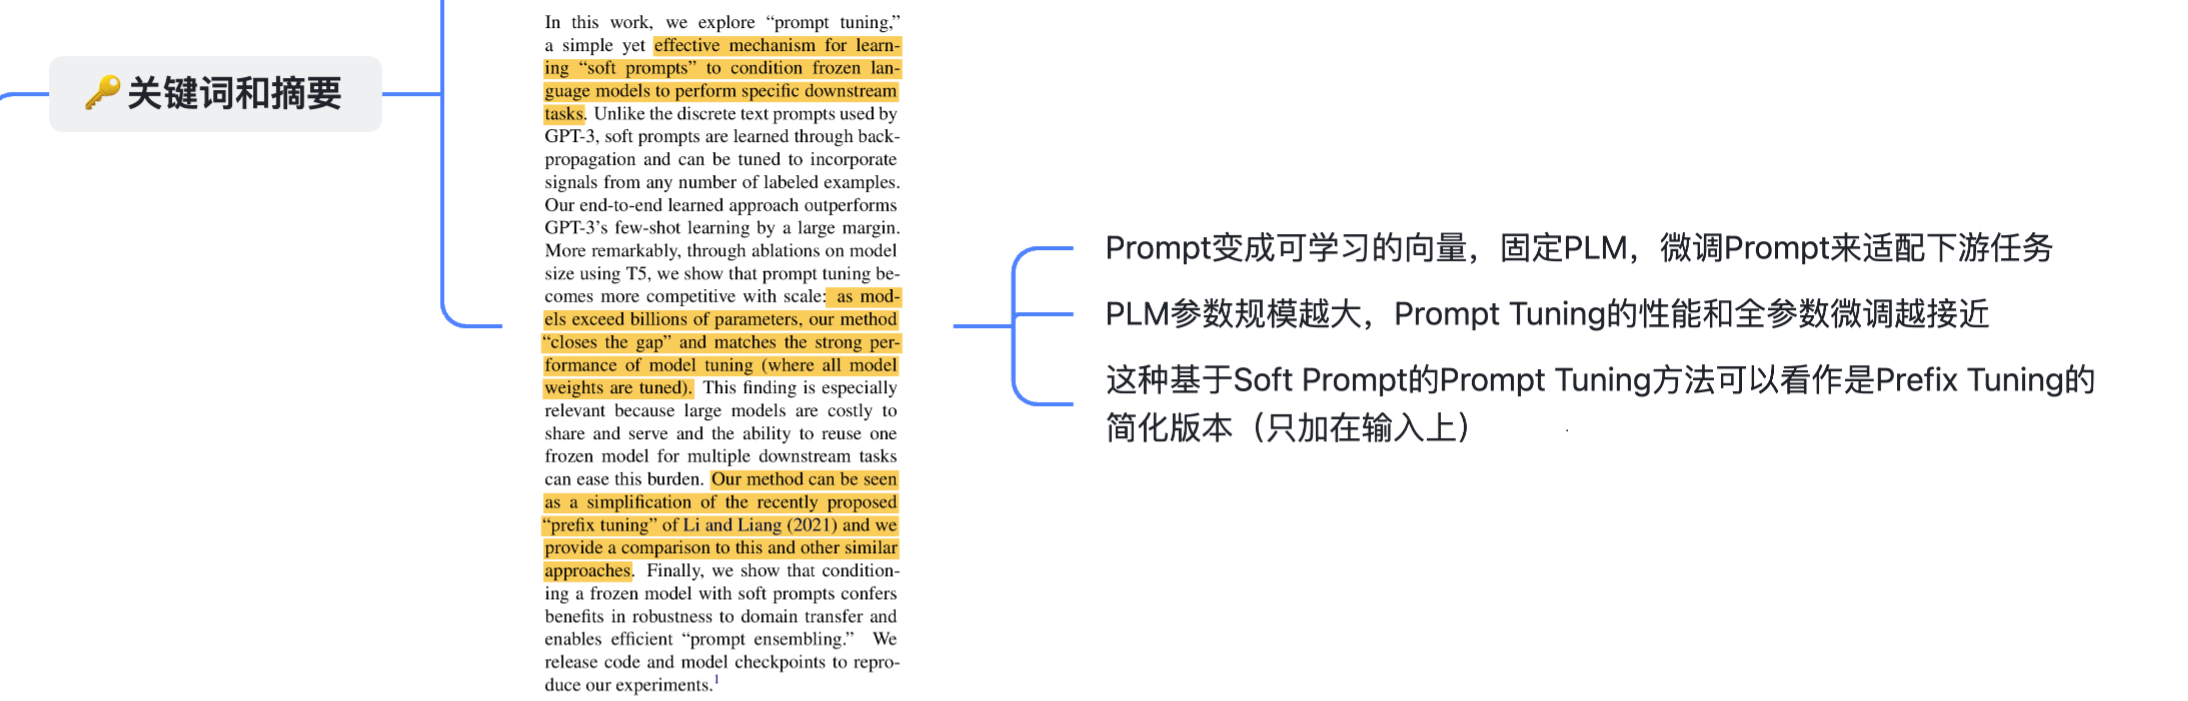 🔑关键词和摘要
In this work, we explore “prompt tuning,”
a simple yet effective mechanism for learn-
ing “soft prompts” to condition frozen lan-
guage models to perform specific downstream
tasks. Unlike the discrete text prompts used by
GPT-3, soft prompts are learned through back-
propagation and can be tuned to incorporate
signals from any number of labeled examples.
Our end-to-end learned approach outperforms
GPT-3’s few-shot learning by a large margin.
More remarkably, through ablations on model
size using T5, we show that prompt tuning be-
comes more competitive with scale: as mod-
els exceed billions of parameters, our method
“closes the gap” and matches the strong per-
formance of model tuning (where all model
weights are tuned). This finding is especially
relevant because large models are costly to
share and serve and the ability to reuse one
frozen model for multiple downstream tasks
can ease this burden. Our method can be seen
as a simplification of the recently proposed
“prefix tuning” of Li and Liang (2021) and we
provide a comparison to this and other similar
approaches. Finally, we show that condition-
ing a frozen model with soft prompts confers
benefits in robustness to domain transfer and
enables efficient “prompt ensembling.” We
release code and model checkpoints to repro-
duce our experiments.1
Prompt变成可学习的向量，固定PLM，微调Prompt来适配下游任务
PLM参数规模越大，Prompt Tuning的性能和全参数微调越接近
这种基于Soft Prompt的Prompt Tuning方法可以看作是Prefix Tuning的
简化版本（只加在输入上）